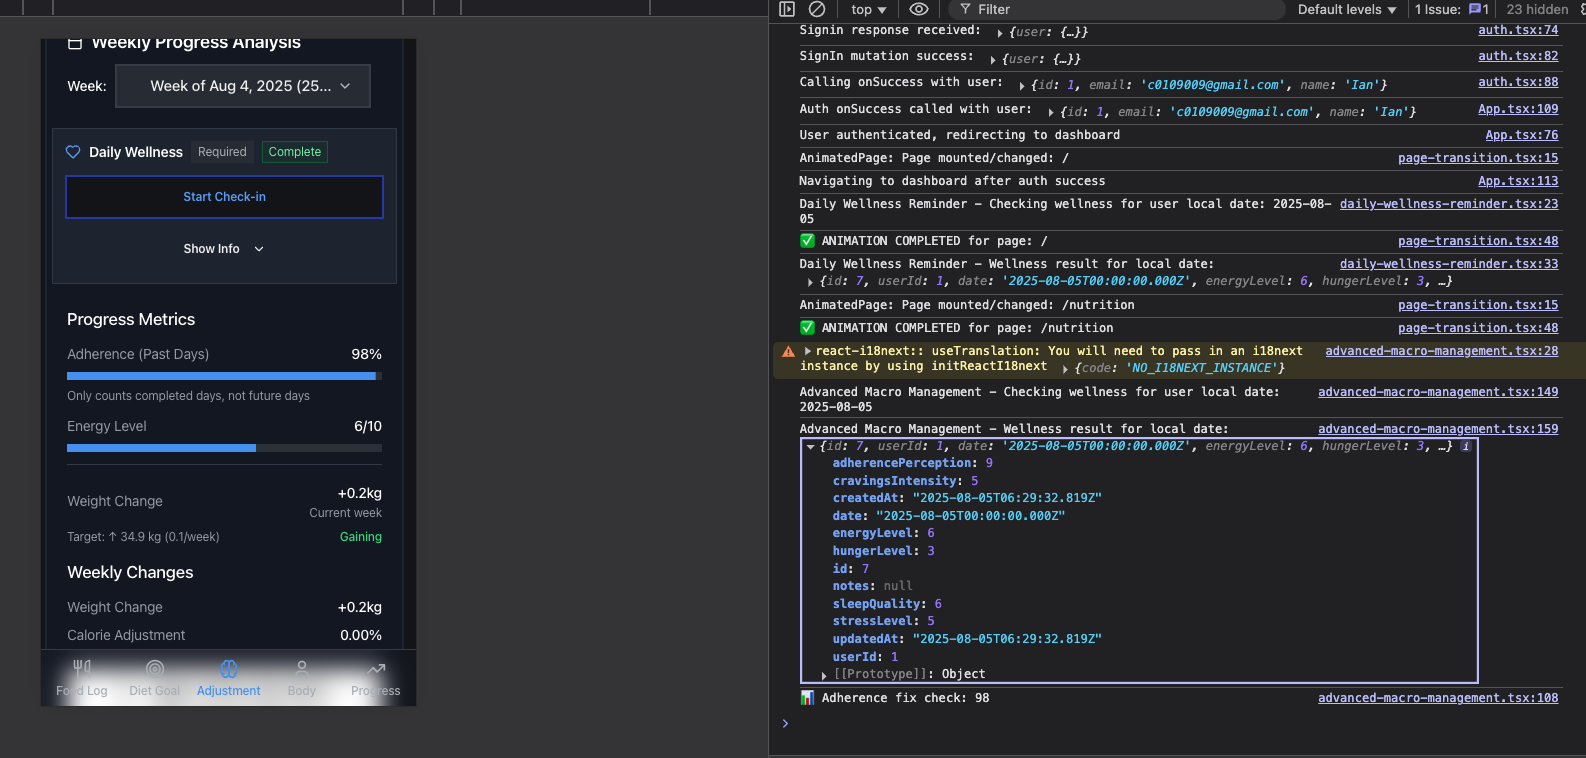 Weekly Progress Analysis
Week:
Week of Aug 4, 2025 (25...
Daily Wellness
Required
Complete
Start Check-in
Show Info
Progress Metrics
Adherence (Past Days)
98%
Only counts completed days, not future days
Energy Level
6/10
Weight Change
+0.2kg
Current week
Target: ↑ 34.9 kg (0.1/week)
Gaining
Weekly Changes
Weight Change
+0.2kg
Calorie Adjustment
0.00%
Food Log
Diet Goal
Adjustment
Body
Progress
top
Filter
Default levels
1 Issue:
1
23 hidden
Signin response received: {user: {…}}
auth.tsx:74
SignIn mutation success: {user: {…}}
auth.tsx:82
Calling onSuccess with user: {id: 1, email: 'c0109009@gmail.com', name: 'Ian'}
auth.tsx:88
Auth onSuccess called with user: {id: 1, email: 'c0109009@gmail.com', name: 'Ian'}
App.tsx:109
User authenticated, redirecting to dashboard
App.tsx:76
AnimatedPage: Page mounted/changed: /
page-transition.tsx:15
Navigating to dashboard after auth success
App.tsx:113
Daily Wellness Reminder - Checking wellness for user local date: 2025-08-
05
daily-wellness-reminder.tsx:23
✅ ANIMATION COMPLETED for page: /
page-transition.tsx:48
Daily Wellness Reminder - Wellness result for local date:
daily-wellness-reminder.tsx:33
{id: 7, userId: 1, date: '2025-08-05T00:00:00.000Z', energyLevel: 6, hungerLevel: 3, …}
AnimatedPage: Page mounted/changed: /nutrition
page-transition.tsx:15
✅ ANIMATION COMPLETED for page: /nutrition
page-transition.tsx:48
react-i18next:: useTranslation: You will need to pass in an i18next
instance by using initReactI18next {code: 'NO_I18NEXT_INSTANCE'}
advanced-macro-management.tsx:28
Advanced Macro Management - Checking wellness for user local date:
2025-08-05
advanced-macro-management.tsx:149
Advanced Macro Management - Wellness result for local date:
advanced-macro-management.tsx:159
{id: 7, userId: 1, date: '2025-08-05T00:00:00.000Z', energyLevel: 6, hungerLevel: 3, …} i
adherencePerception: 9
cravingsIntensity: 5
createdAt: "2025-08-05T06:29:32.819Z"
date: "2025-08-05T00:00:00.000Z"
energyLevel: 6
hungerLevel: 3
id: 7
notes: null
sleepQuality: 6
stressLevel: 5
updatedAt: "2025-08-05T06:29:32.819Z"
userId: 1
[[Prototype]]: Object
📊 Adherence fix check: 98
advanced-macro-management.tsx:108